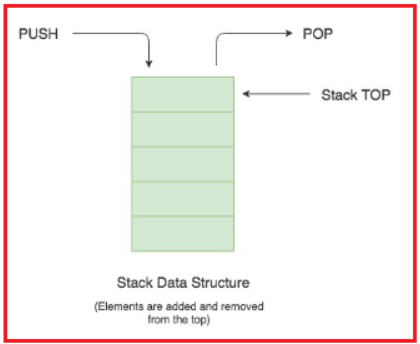 PUSH
POP
Stack TOP
Stack Data Structure
(Elements are added and removed
from the top)